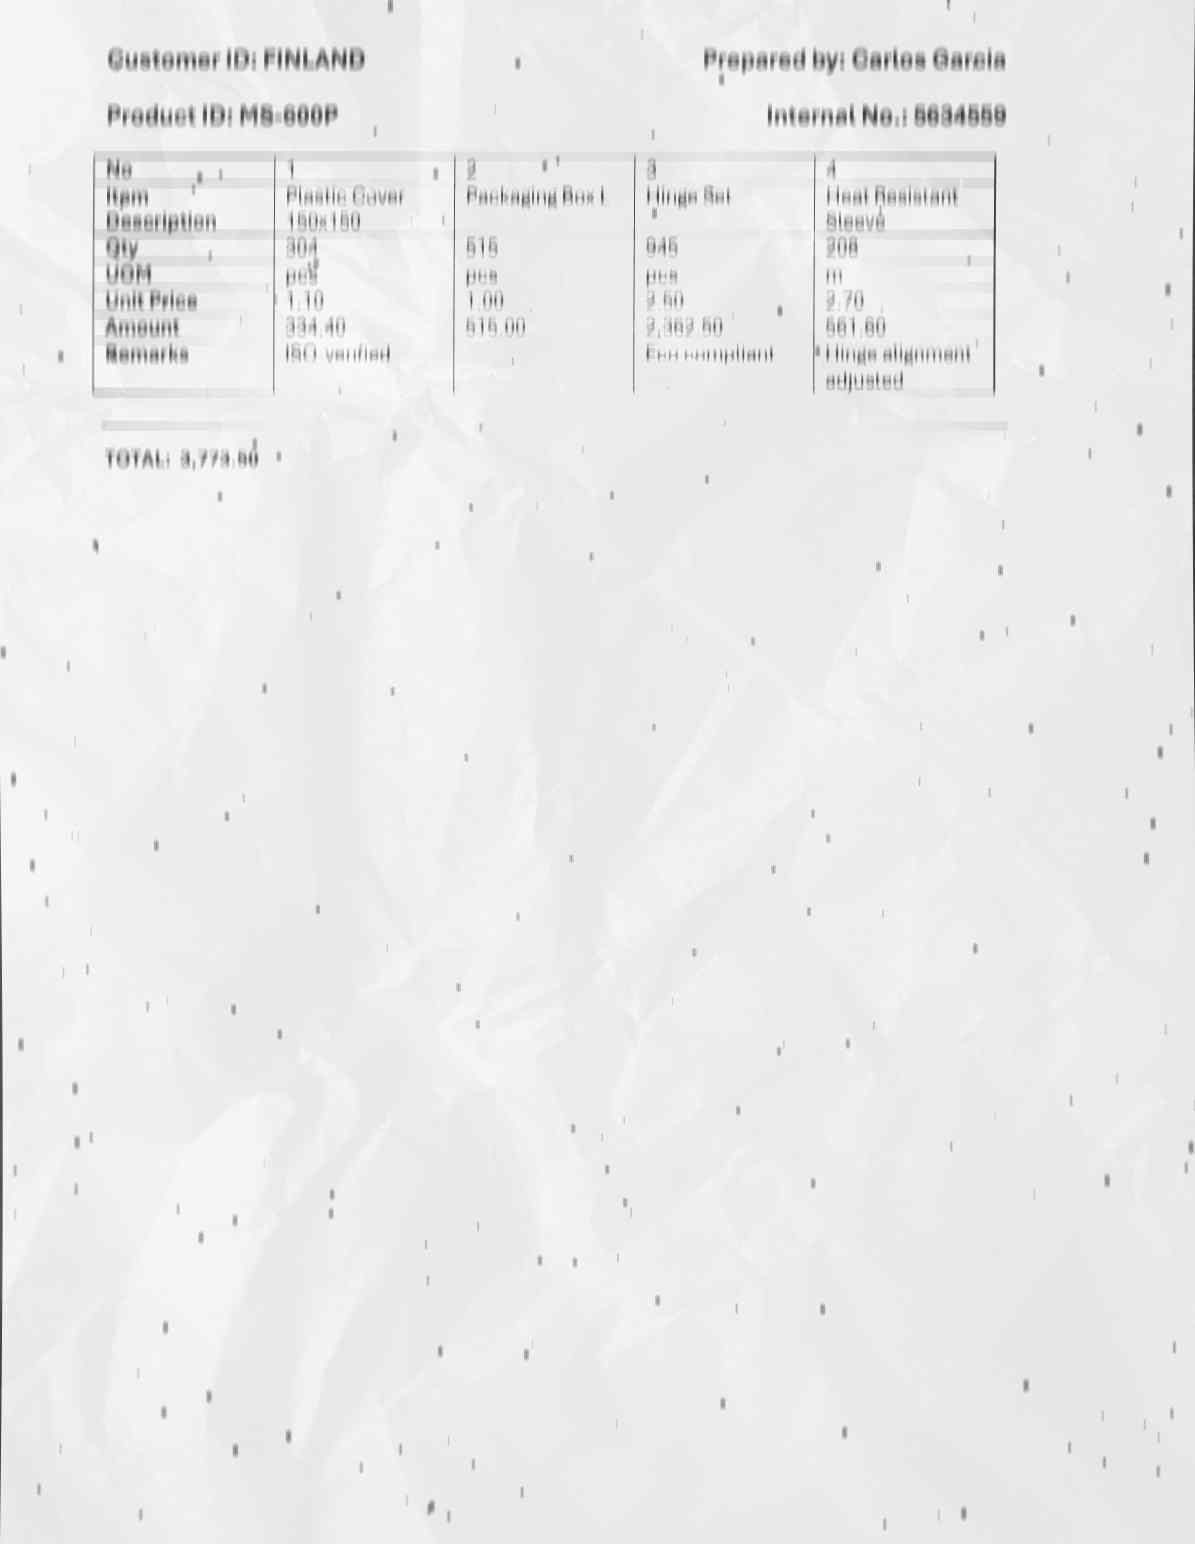 Customer ID: FINLAND Prepared by: Carlos Garcia
Product ID: MS-600P Internal No.: 5634559
No 1 2 3 4
Item Plastic Cover Packaging Box L Hinge Set Heat Resistant
Description 150x150 Sleeve
Qty 304 515 945 208
UOM pcs pcs pcs m
Unit Price 1.10 1.00 2.50 2.70
Amount 334.40 515.00 2,362.50 561.60
Remarks ISO verified compliant Hinge alignment
adjusted
TOTAL: 3,773.50